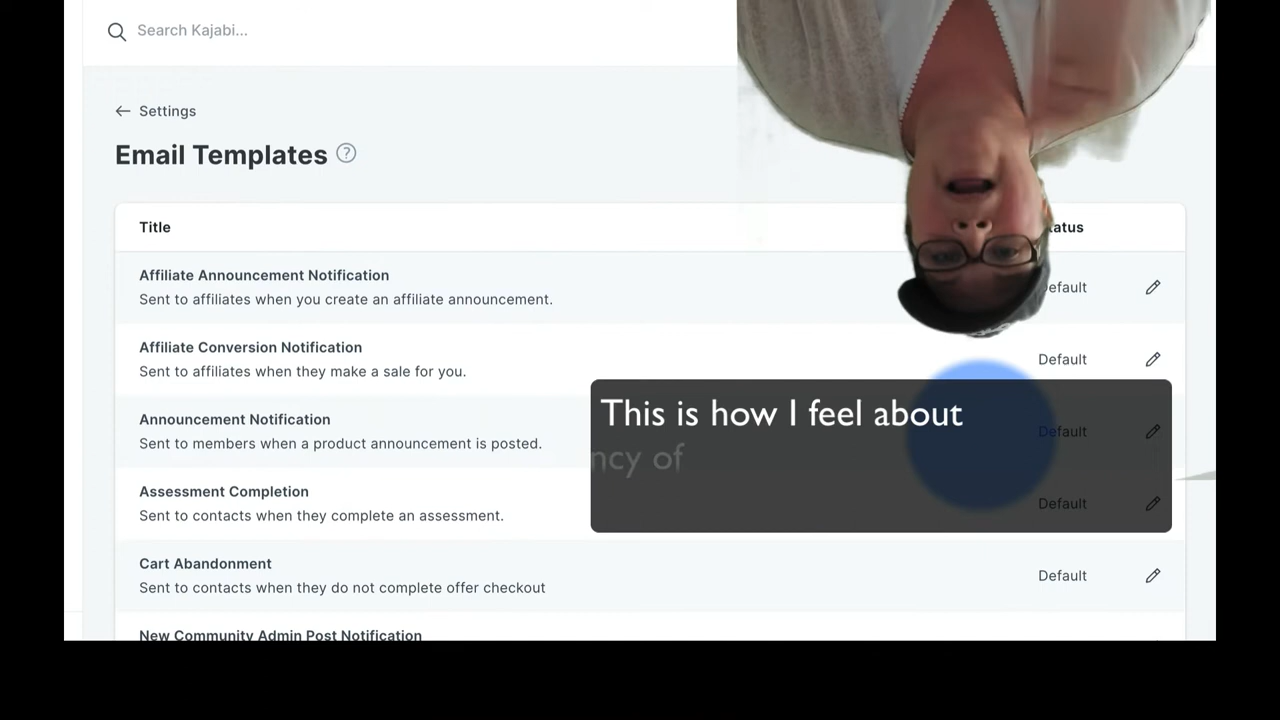 Search Kajabi...
← Settings
Email Templates ?
Title
Affiliate Announcement Notification
Sent to affiliates when you create an affiliate announcement.
Default
Affiliate Conversion Notification
Sent to affiliates when they make a sale for you.
Default
Announcement Notification
Sent to members when a product announcement is posted.
Default
This is how I feel about
of
Assessment Completion
Sent to contacts when they complete an assessment.
Default
Cart Abandonment
Sent to contacts when they do not complete offer checkout
Default
New Community Admin Post Notification